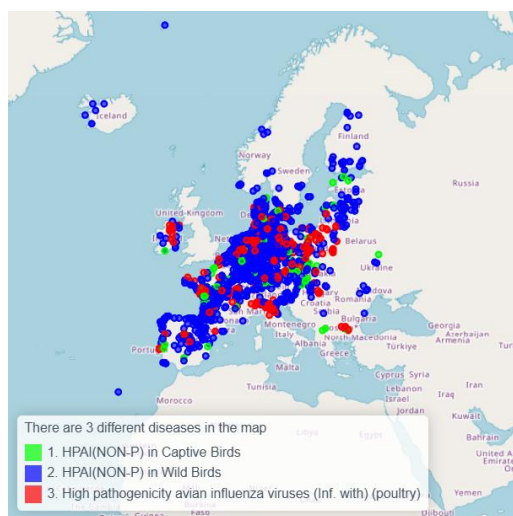 Iceland
Finland
Norway
Sweden
Russia
United Kingdom
Belarus
Ukraine
Romania
Croatia
Bulgaria
Montenegro
North Macedonia
Italy
Albania
Greece
Georgia
Azerbaijan
Armenia
Türkiye
Malta
Tunisia
Morocco
Cyprus
Syria
Lebanon
Israel
Jordan
Iraq
Iran
Kuwait
Bahrain
Yemen
Djibouti
There are 3 different diseases in the map
1. HPAI(NON-P) in Captive Birds
2. HPAI(NON-P) in Wild Birds
3. High pathogenicity avian influenza viruses (Inf. with) (poultry)